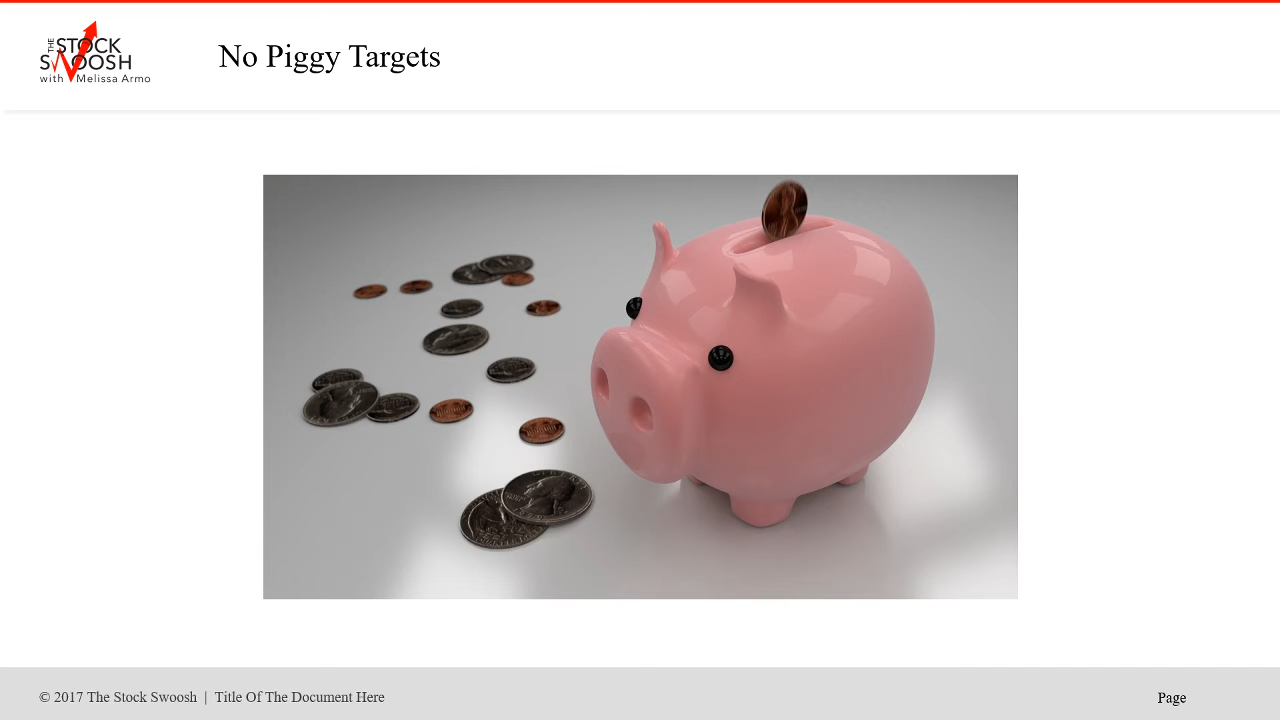 THE STOCK
SWOOSH
with Melissa Armo
No Piggy Targets
© 2017 The Stock Swoosh | Title Of The Document Here
Page